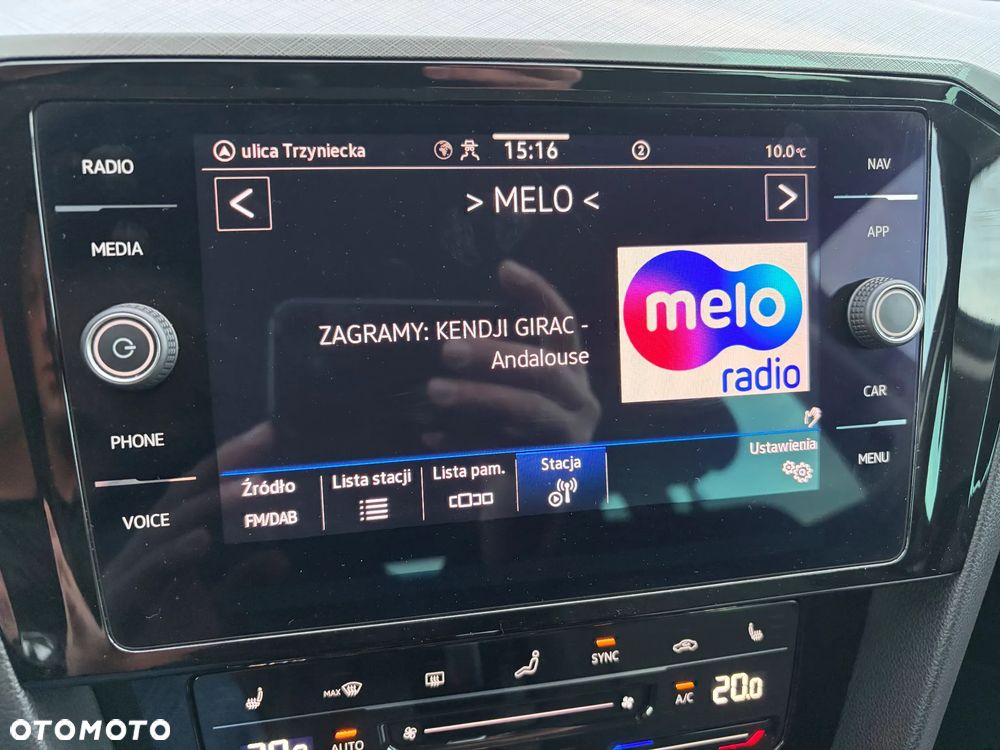 RADIO
MEDIA
PHONE
VOICE
ulica Trzyniecka
15:16
2
10.0°C
<
> MELO <
>
ZAGRAMY: KENDJI GIRAC -
Andalouse
melo
radio
Źródło
FM/DAB
Lista stacji
Lista pam.
Stacja
Ustawienia
NAV
APP
CAR
MENU
MAX
SYNC
A/C
20.0
AUTO
OTOMOTO